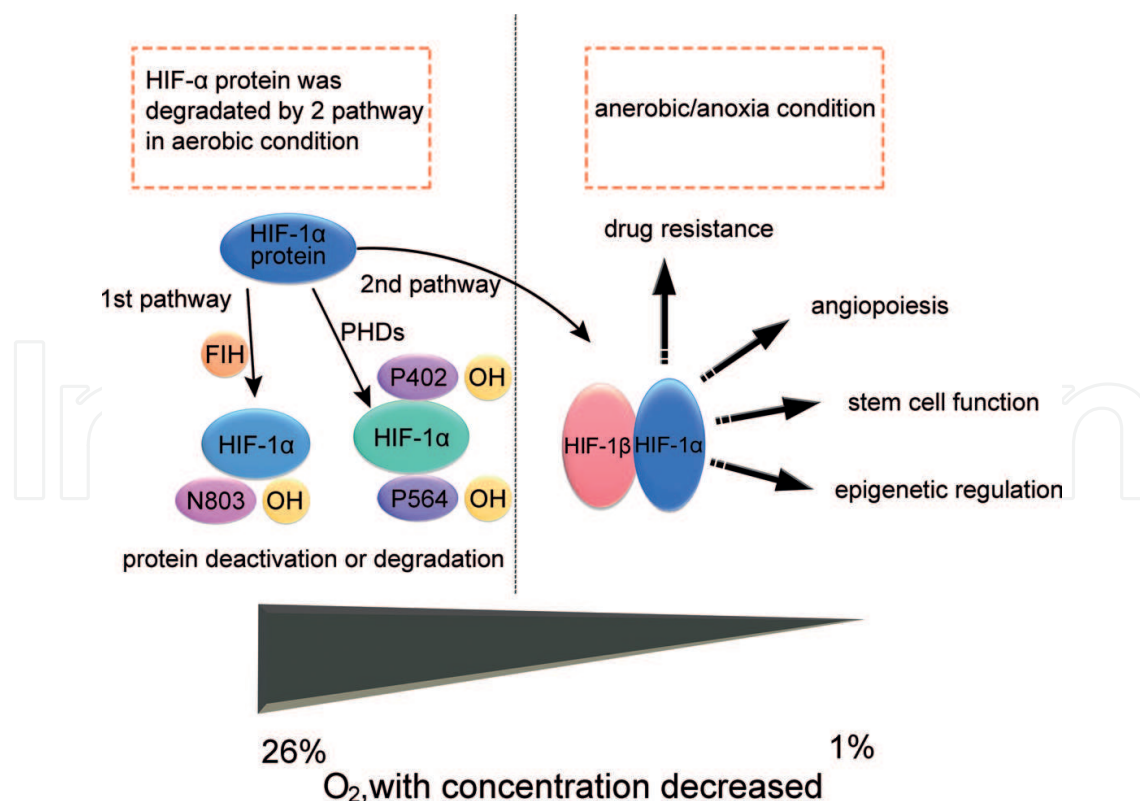 HIF-α protein was
degraded by 2 pathway
in aerobic condition
anerobic/anoxia condition
HIF-1α
protein
1st pathway
2nd pathway
FIH
PHDs
P402
OH
HIF-1α
HIF-1α
N803
OH
P564
OH
protein deactivation or degradation
drug resistance
angiopoiesis
stem cell function
epigenetic regulation
HIF-1β
HIF-1α
26%
1%
O₂,with concentration decreased